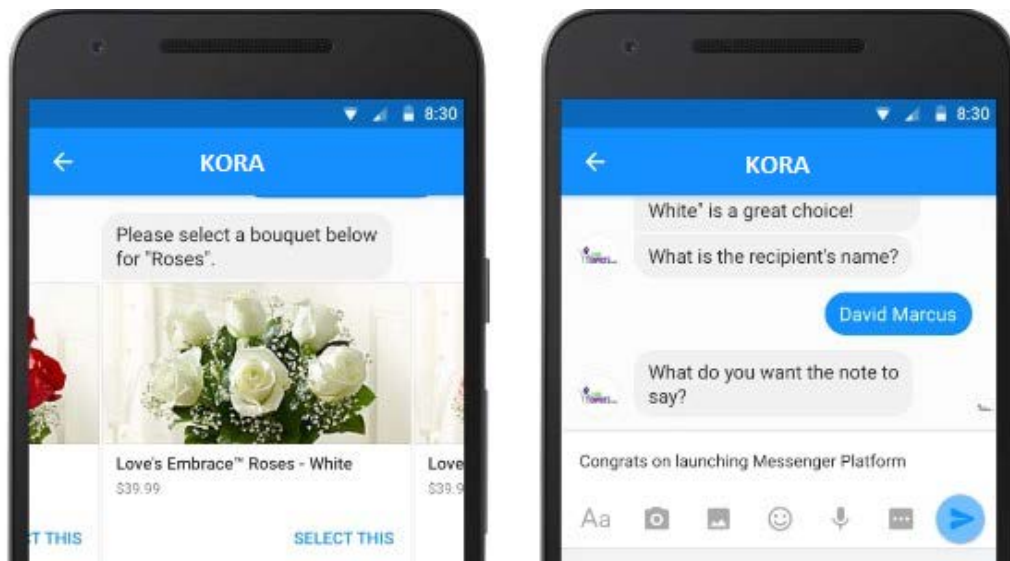 8:30
KORA
Please select a bouquet below
for "Roses".
Love's Embrace™ Roses - White
$39.99
SELECT THIS
T THIS
Love
$39.9
8:30
KORA
White" is a great choice!
What is the recipient's name?
David Marcus
What do you want the note to
say?
Congrats on launching Messenger Platform
Aa